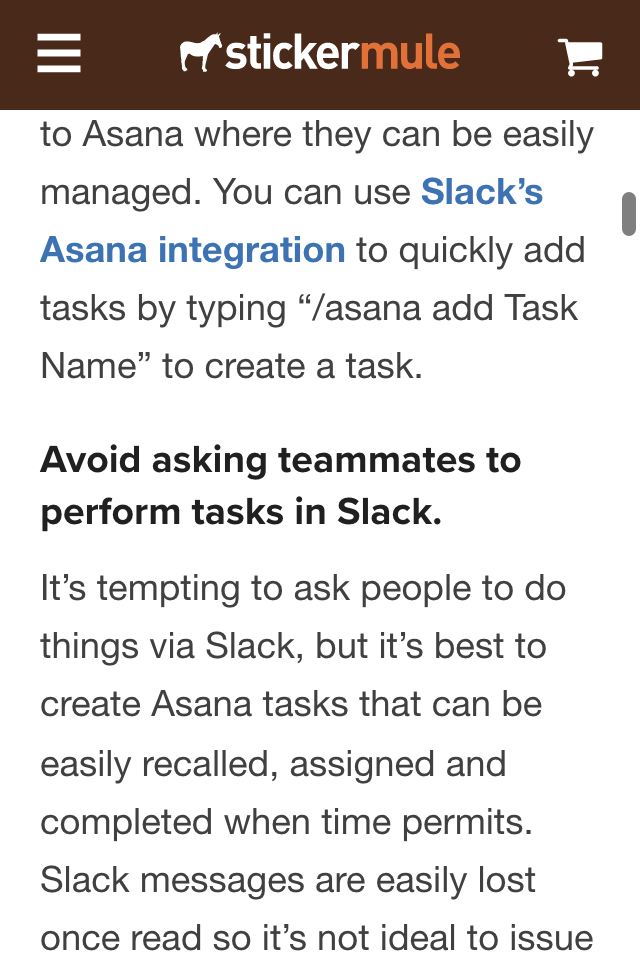 stickermule
to Asana where they can be easily
managed. You can use Slack’s
Asana integration to quickly add
tasks by typing “/asana add Task
Name” to create a task.
Avoid asking teammates to
perform tasks in Slack.
It’s tempting to ask people to do
things via Slack, but it’s best to
create Asana tasks that can be
easily recalled, assigned and
completed when time permits.
Slack messages are easily lost
once read so it’s not ideal to issue